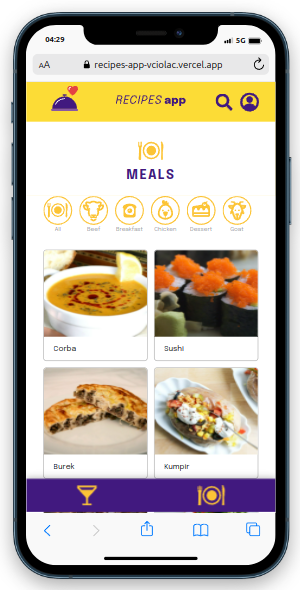 04:29
5G
AA
recipes-app-vciolac.vercel.app
RECIPES app
MEALS
All Beef Breakfast Chicken Dessert Goat
Corba Sushi
Burek Kumpir